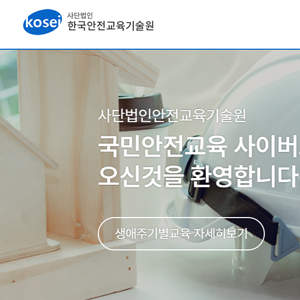 kosei
사단법인
한국안전교육기술원
사단법인안전교육기술원
국민안전교육 사이버
오신것을 환영합니다
생애주기별교육 자세히보기